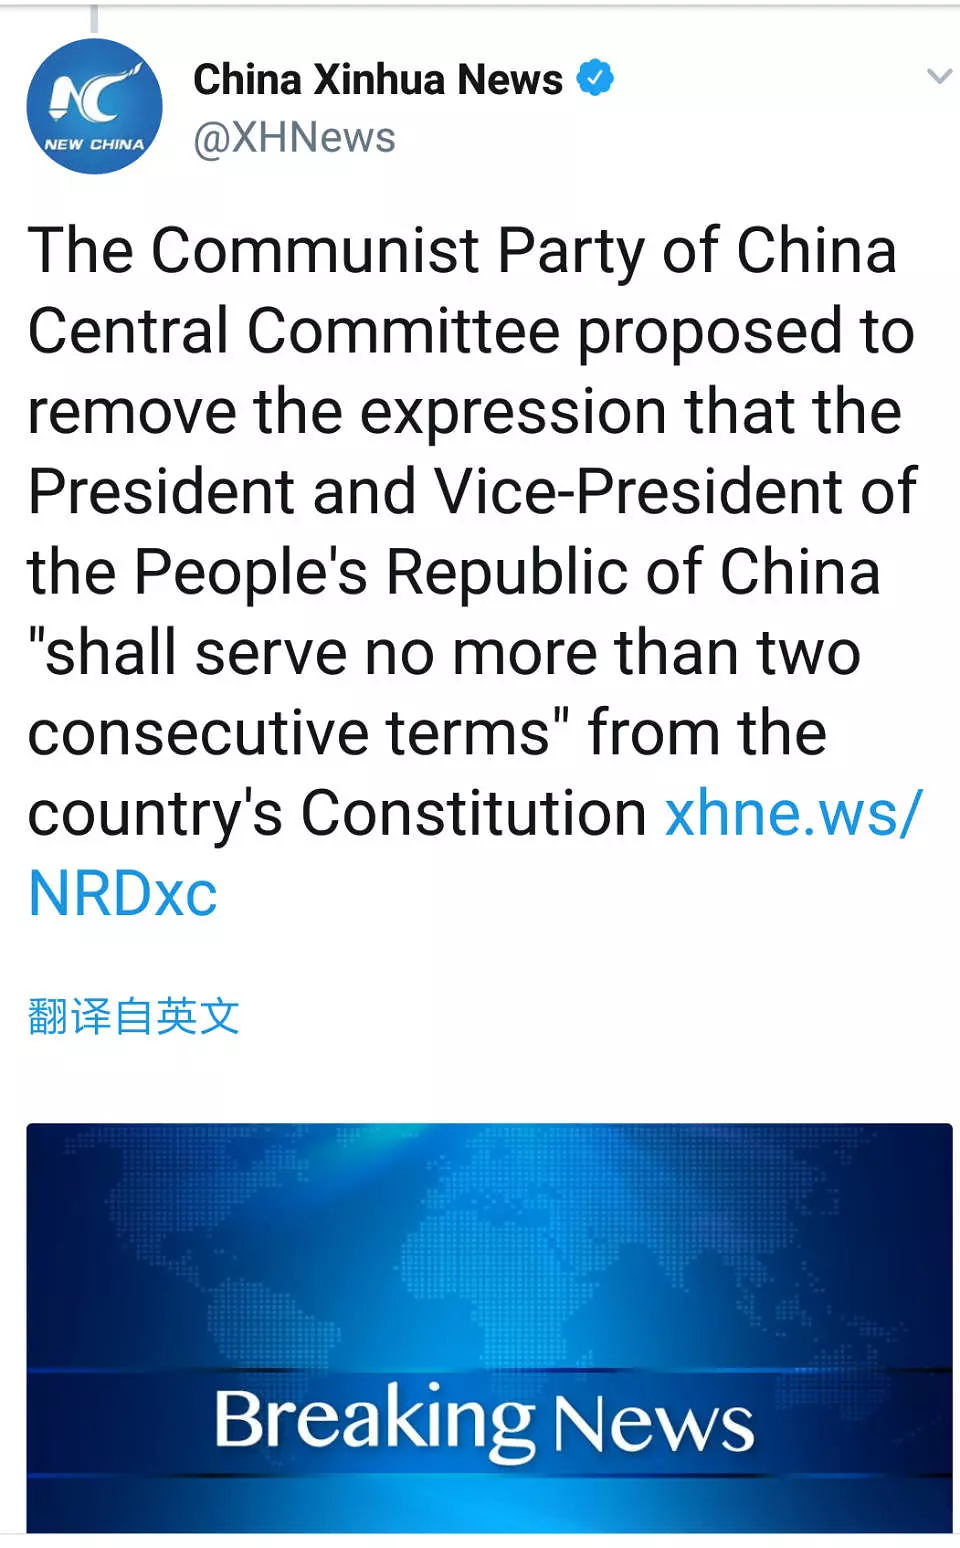 NEW CHINA
China Xinhua News
@XHNews
The Communist Party of China
Central Committee proposed to
remove the expression that the
President and Vice-President of
the People's Republic of China
"shall serve no more than two
consecutive terms" from the
country's Constitution xhne.ws/
NRDxc
翻译自英文
Breaking News